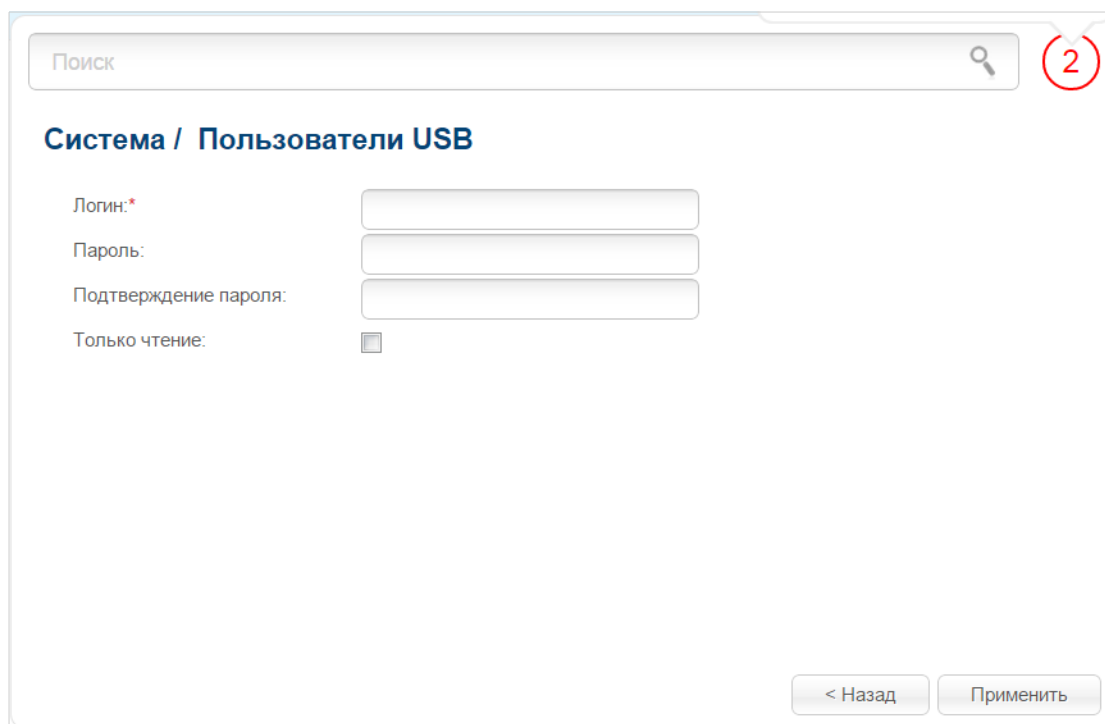 Поиск
2
Система / Пользователи USB
Логин:*
Пароль:
Подтверждение пароля:
Только чтение:
< Назад
Применить